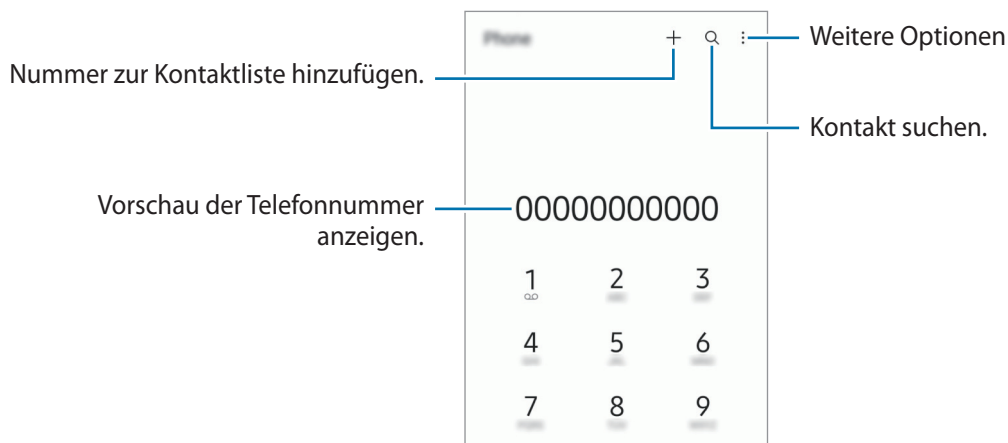 Phone
Weitere Optionen
Nummer zur Kontaktliste hinzufügen.
Kontakt suchen.
Vorschau der Telefonnummer
anzeigen.
00000000000
1 2 3
4 5 6
7 8 9